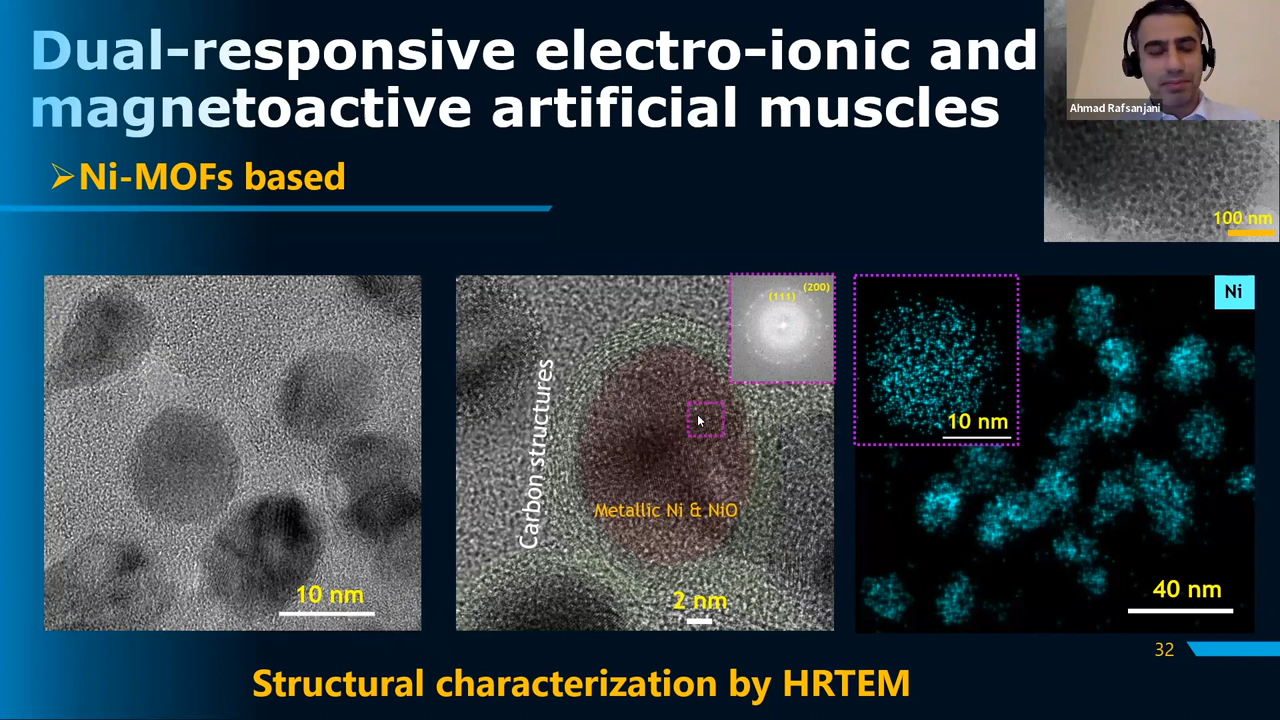 Dual-responsive electro-ionic and
magnetoactive artificial muscles
Ahmad Rafsanjani
➢Ni-MOFs based
100 nm
10 nm
Carbon structures
Metallic Ni & NiO
2 nm
(111)
(200)
10 nm
Ni
40 nm
32
Structural characterization by HRTEM